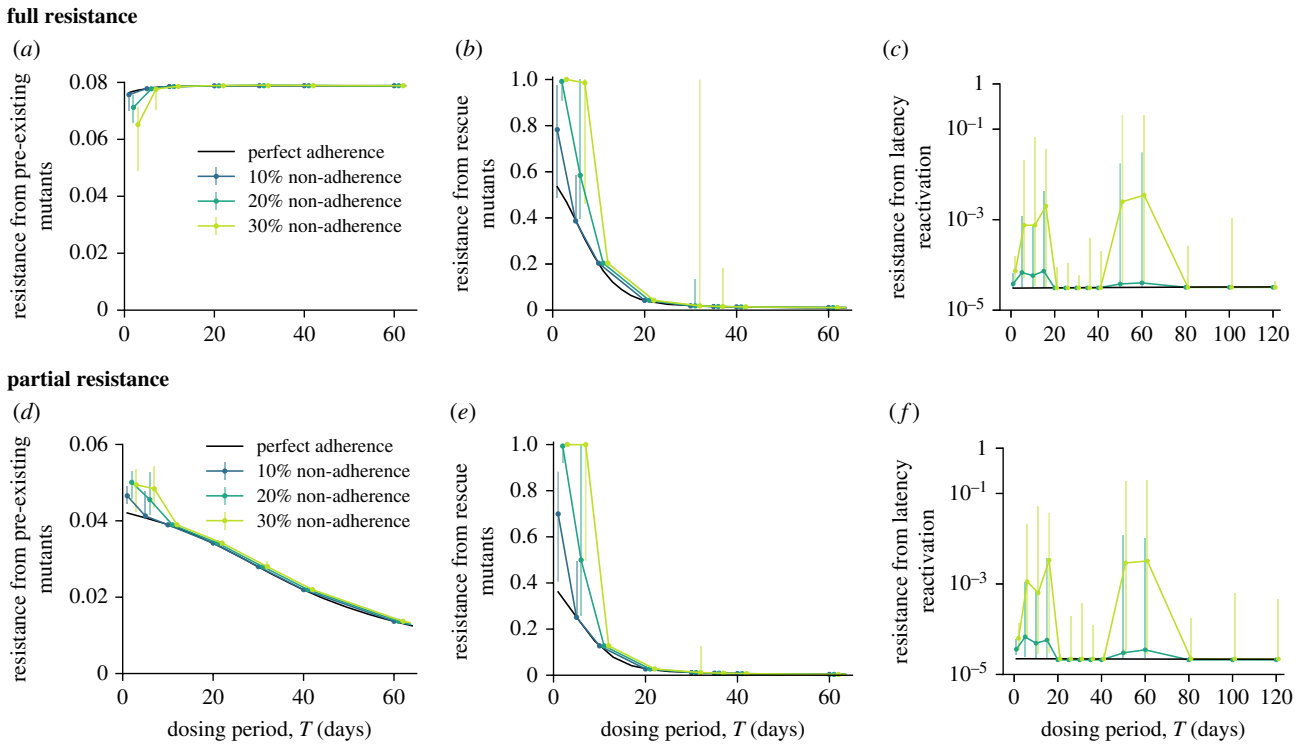 full resistance
(a)
(b)
(c)
resistance from pre-existing
mutants
0.08
0.06
0.04
0.02
0
perfect adherence
10% non-adherence
20% non-adherence
30% non-adherence
0 20 40 60
resistance from rescue
mutants
1.0
0.8
0.6
0.4
0.2
0
0 20 40 60
resistance from latency
reactivation
1
10−1
10−3
10−5
0 20 40 60 80 100 120
partial resistance
(d)
(e)
(f)
resistance from pre-existing
mutants
0.06
0.04
0.02
0
perfect adherence
10% non-adherence
20% non-adherence
30% non-adherence
0 20 40 60
dosing period, T (days)
resistance from rescue
mutants
1.0
0.8
0.6
0.4
0.2
0
0 20 40 60
dosing period, T (days)
resistance from latency
reactivation
1
10−1
10−3
10−5
0 20 40 60 80 100 120
dosing period, T (days)